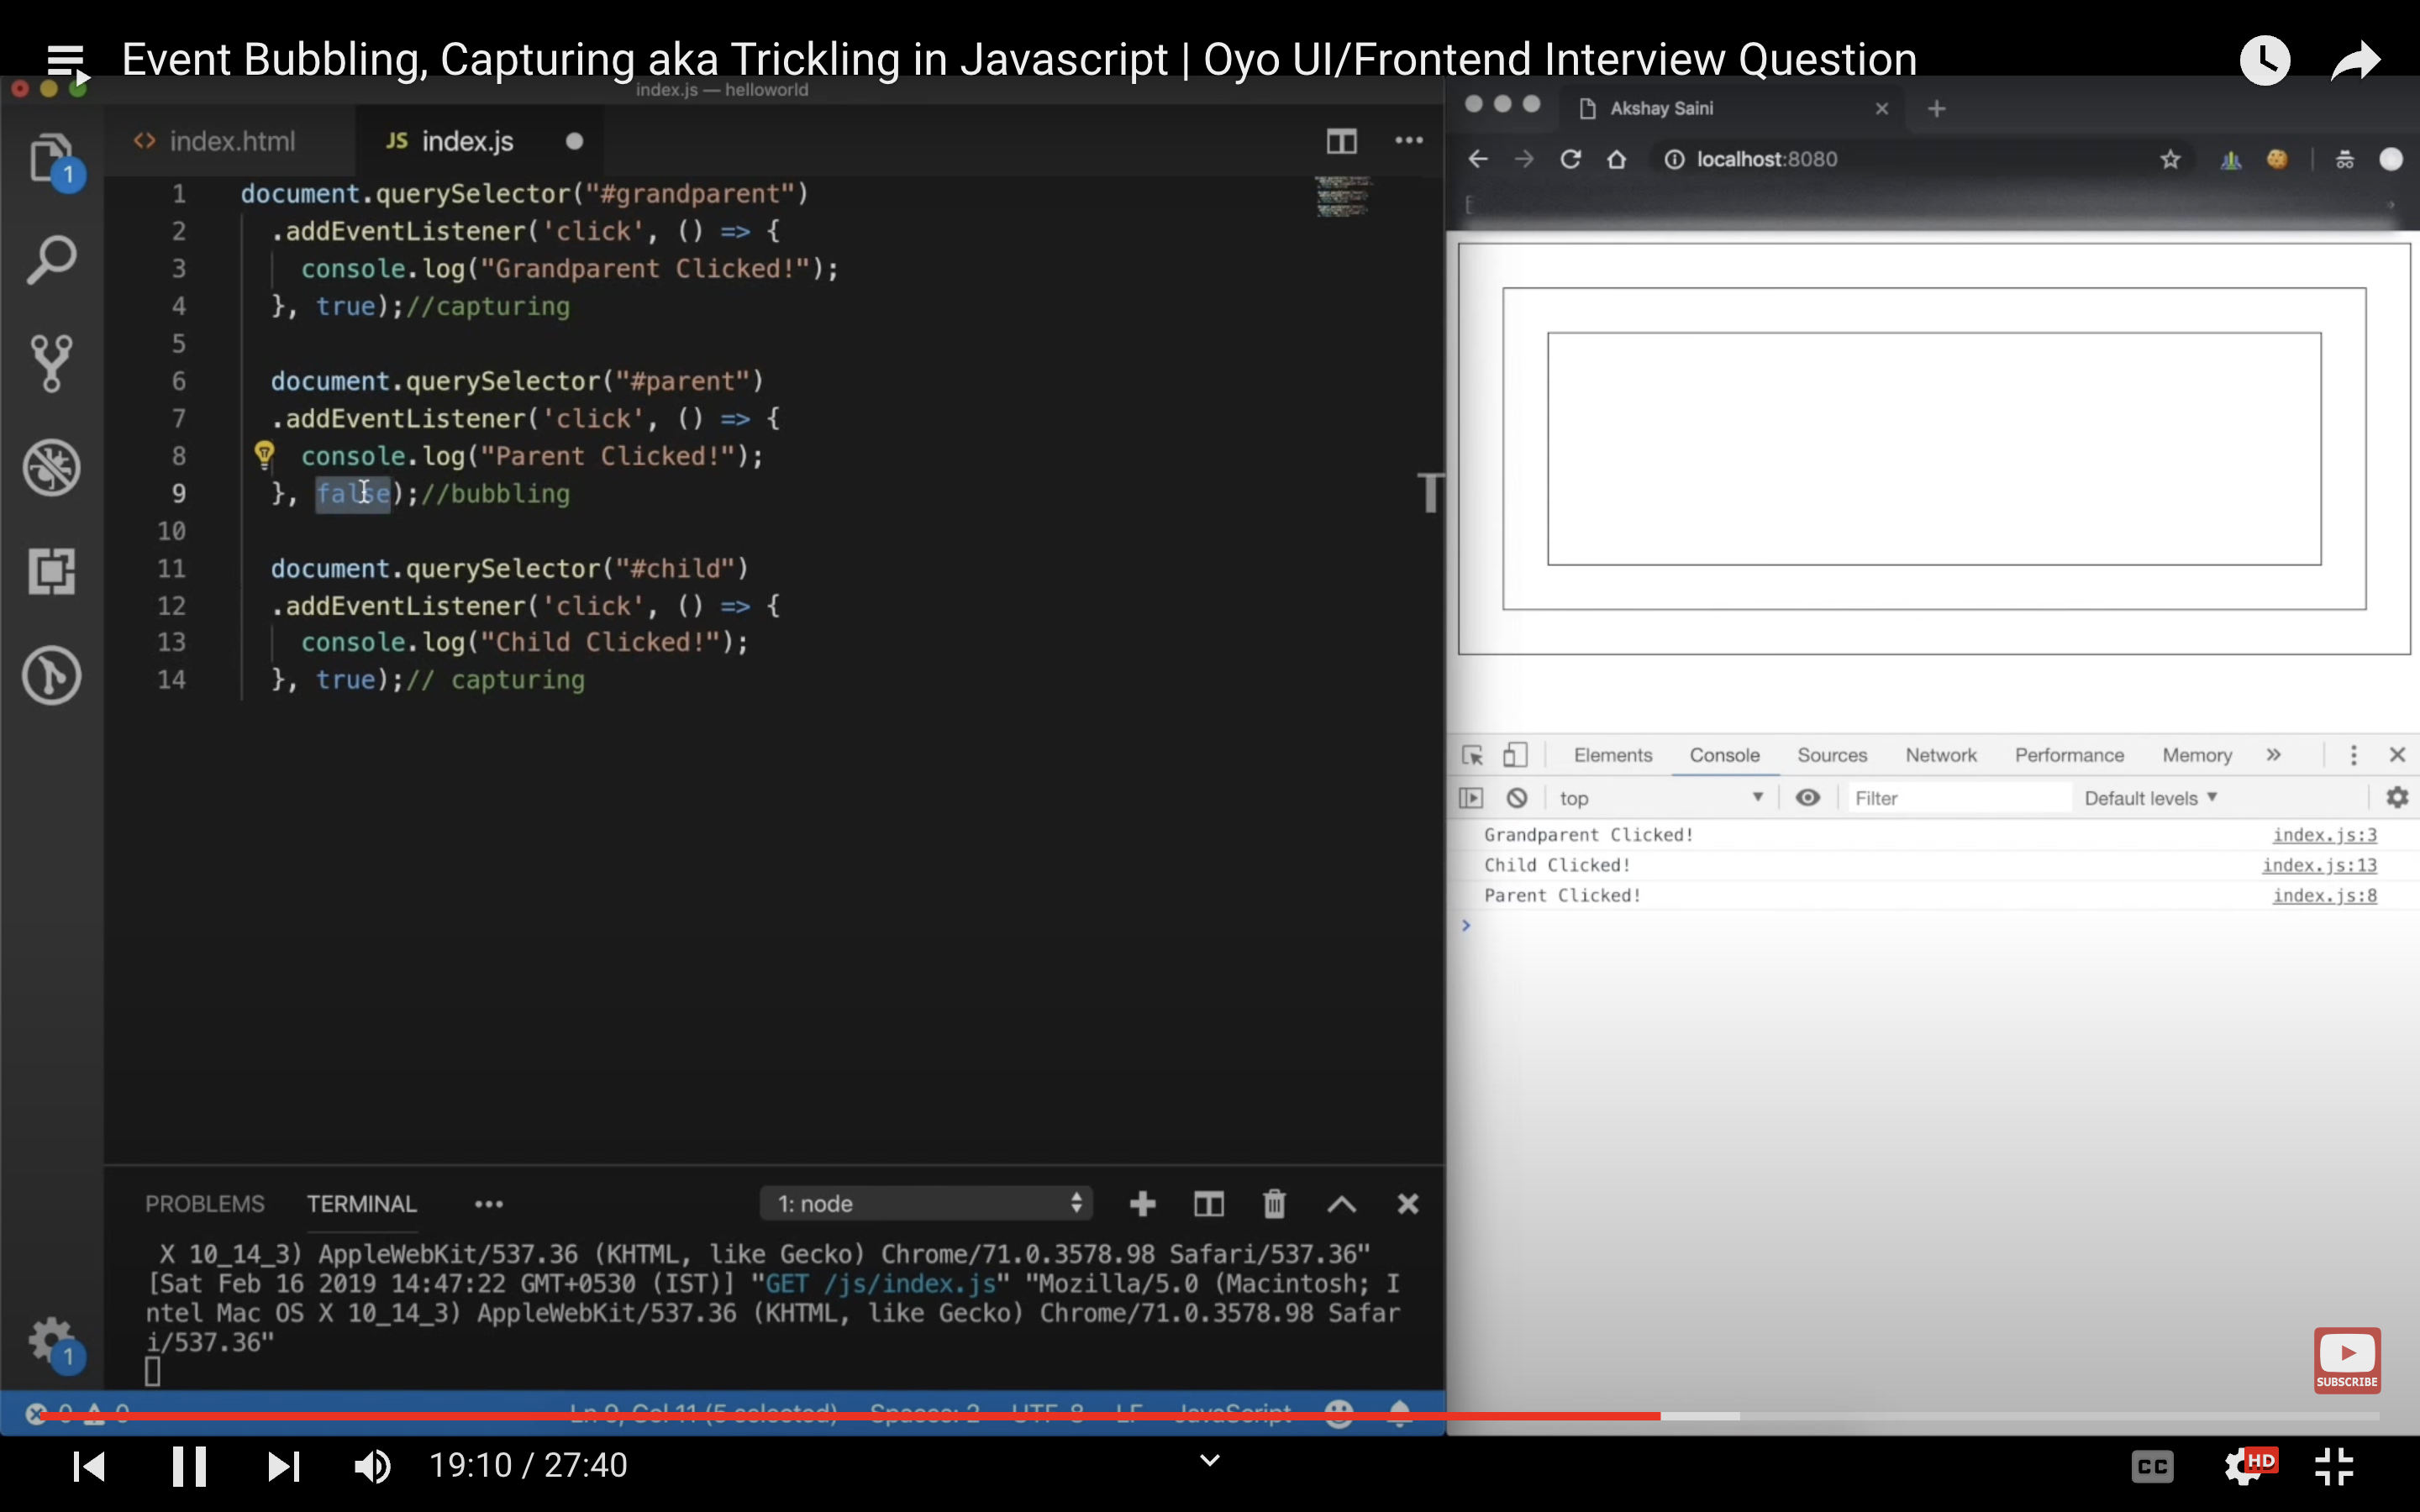 Event Bubbling, Capturing aka Trickling in Javascript | Oyo UI/Frontend Interview Question
index.js — helloworld
index.html
JS index.js
1
1 document.querySelector("#grandparent")
2 .addEventListener('click', () => {
3 console.log("Grandparent Clicked!");
4 }, true);//capturing
5
6 document.querySelector("#parent")
7 .addEventListener('click', () => {
8 console.log("Parent Clicked!");
9 }, false);//bubbling
10
11 document.querySelector("#child")
12 .addEventListener('click', () => {
13 console.log("Child Clicked!");
14 }, true);// capturing
T
Akshay Saini
localhost:8080
Elements Console Sources Network Performance Memory
top Filter Default levels
Grandparent Clicked! index.js:3
Child Clicked! index.js:13
Parent Clicked! index.js:8
PROBLEMS TERMINAL 1: node
X 10_14_3) AppleWebKit/537.36 (KHTML, like Gecko) Chrome/71.0.3578.98 Safari/537.36"
[Sat Feb 16 2019 14:47:22 GMT+0530 (IST)] "GET /js/index.js" "Mozilla/5.0 (Macintosh; I
ntel Mac OS X 10_14_3) AppleWebKit/537.36 (KHTML, like Gecko) Chrome/71.0.3578.98 Safar
i/537.36"
1
SUBSCRIBE
0 0 Ln 9, Col 11 (5 selected) Spaces: 2 UTF-8 LF JavaScript
19:10 / 27:40
CC HD